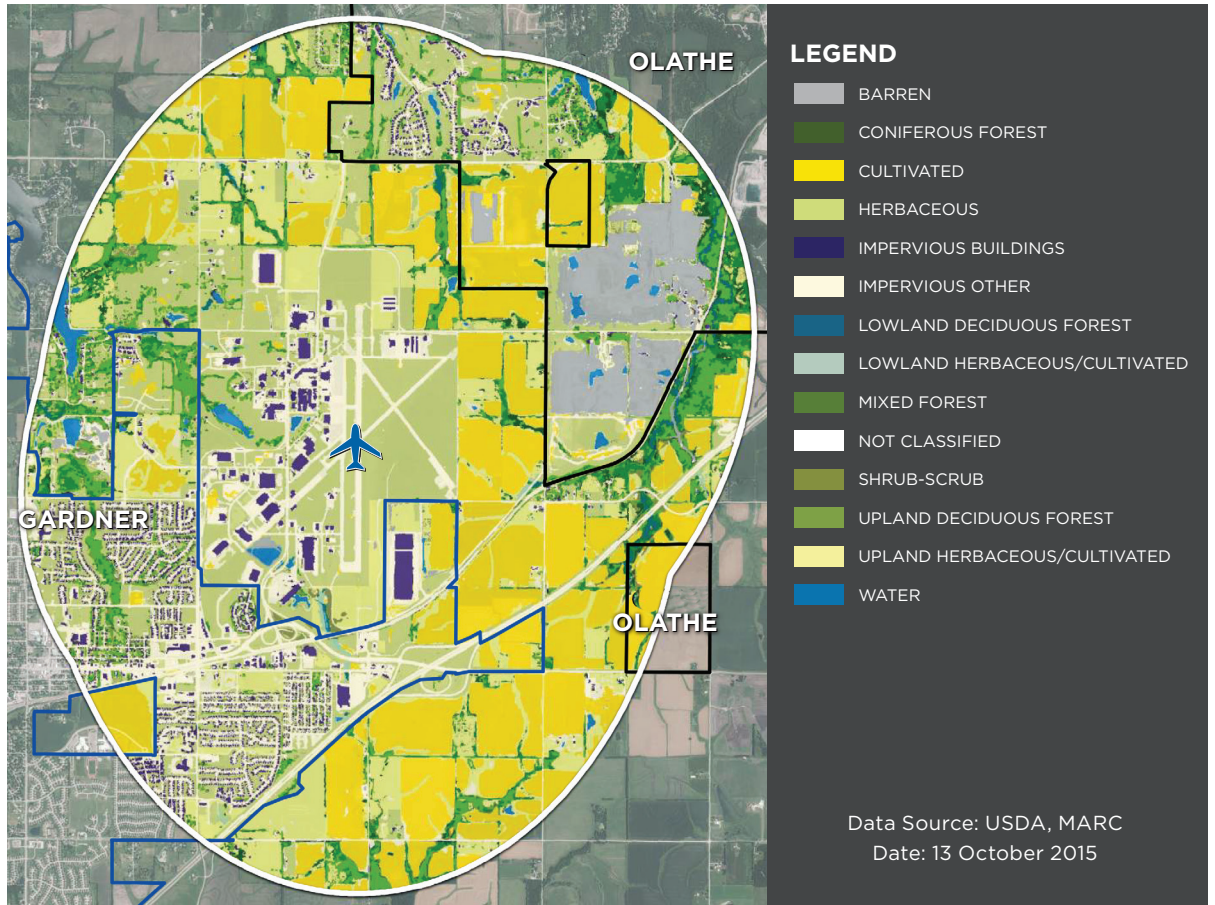 OLATHE
GARDNER
OLATHE
LEGEND
BARREN
CONIFEROUS FOREST
CULTIVATED
HERBACEOUS
IMPERVIOUS BUILDINGS
IMPERVIOUS OTHER
LOWLAND DECIDUOUS FOREST
LOWLAND HERBACEOUS/CULTIVATED
MIXED FOREST
NOT CLASSIFIED
SHRUB-SCRUB
UPLAND DECIDUOUS FOREST
UPLAND HERBACEOUS/CULTIVATED
WATER
Data Source: USDA, MARC
Date: 13 October 2015